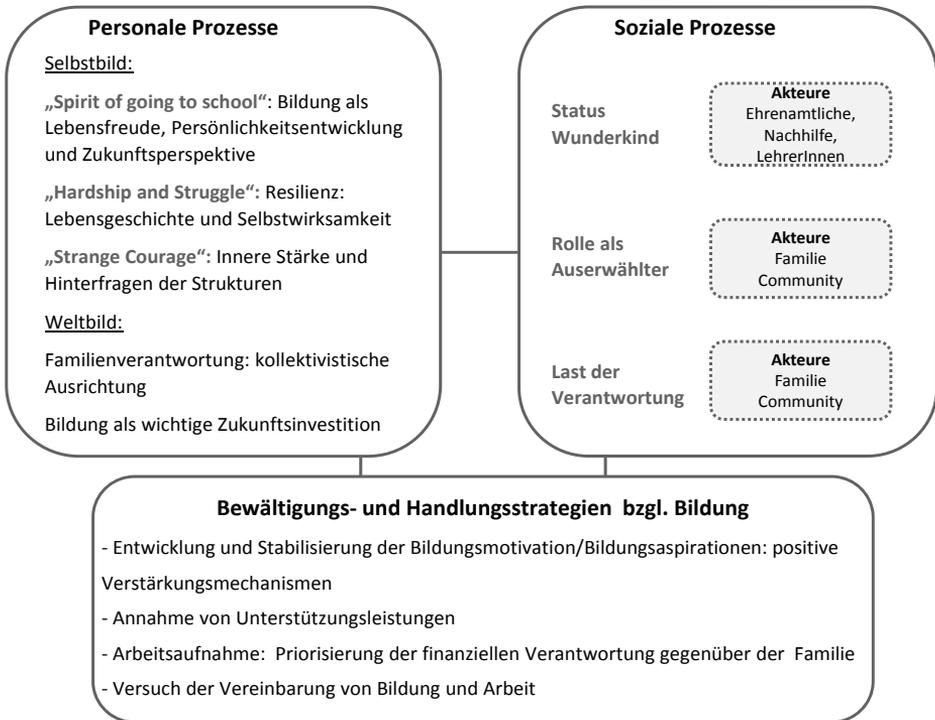 Personale Prozesse
Selbstbild:
„Spirit of going to school“: Bildung als
Lebensfreude, Persönlichkeitsentwicklung
und Zukunftsperspektive
„Hardship and Struggle“: Resilienz:
Lebensgeschichte und Selbstwirksamkeit
„Strange Courage“: Innere Stärke und
Hinterfragen der Strukturen
Weltbild:
Familienverantwortung: kollektivistische
Ausrichtung
Bildung als wichtige Zukunftsinvestition
Soziale Prozesse
Status
Wunderkind
Akteure
Ehrenamtliche,
Nachhilfe,
LehrerInnen
Rolle als
Auserwählter
Akteure
Familie
Community
Last der
Verantwortung
Akteure
Familie
Community
Bewältigungs- und Handlungsstrategien bzgl. Bildung
- Entwicklung und Stabilisierung der Bildungsmotivation/Bildungsaspirationen: positive
Verstärkungsmechanismen
- Annahme von Unterstützungsleistungen
- Arbeitsaufnahme: Priorisierung der finanziellen Verantwortung gegenüber der Familie
- Versuch der Vereinbarung von Bildung und Arbeit